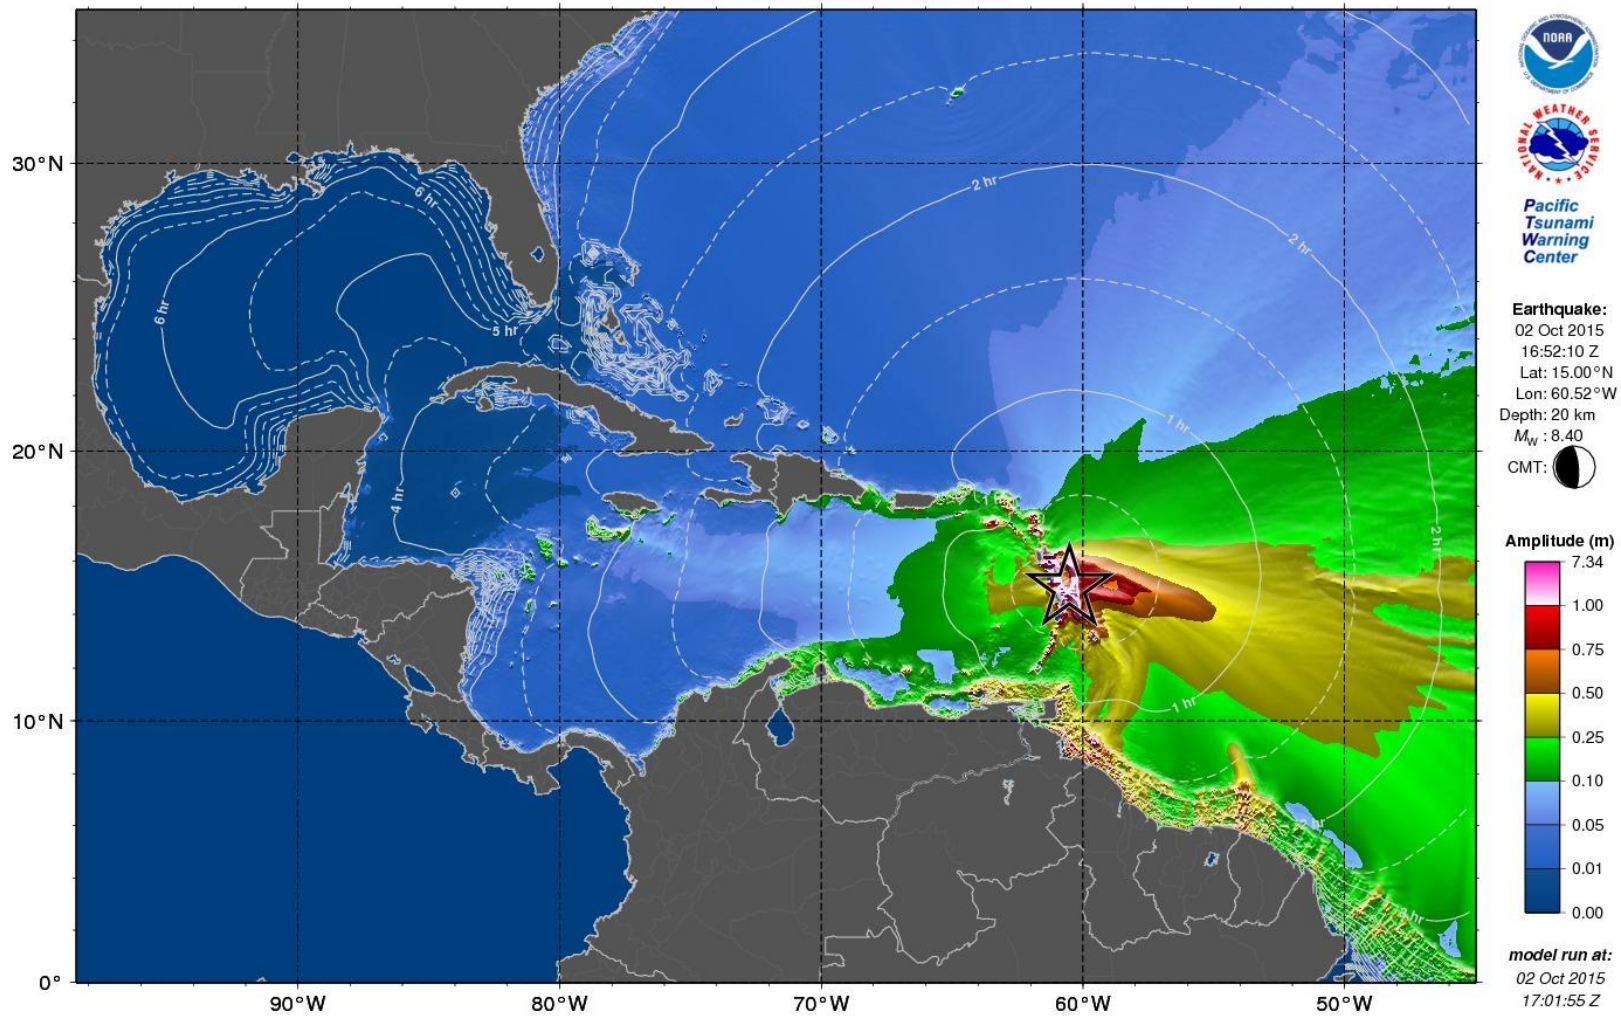 30°N
20°N
10°N
0°
90°W
80°W
70°W
60°W
50°W
6 hr
6 hr
5 hr
4 hr
2 hr
2 hr
1 hr
2 hr
1 hr
3 hr
NOAA
NATIONAL WEATHER SERVICE
Pacific
Tsunami
Warning
Center
Earthquake:
02 Oct 2015
16:52:10 Z
Lat: 15.00°N
Lon: 60.52°W
Depth: 20 km
Mw : 8.40
CMT:
Amplitude (m)
7.34
1.00
0.75
0.50
0.25
0.10
0.05
0.01
0.00
model run at:
02 Oct 2015
17:01:55 Z